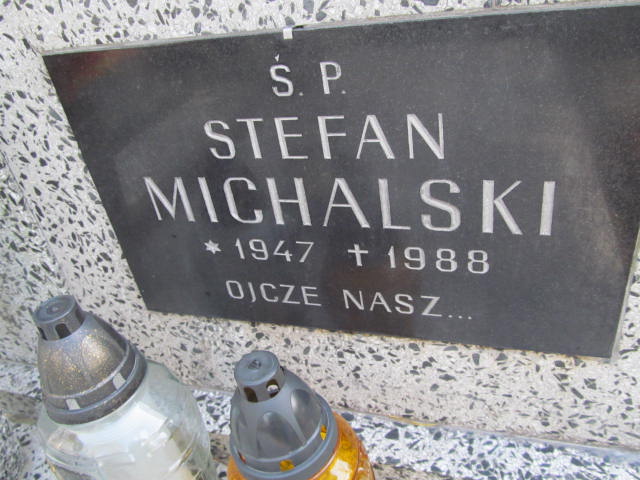 Ś. P.
STEFAN
MICHALSKI
* 1947 † 1988
OJCZE NASZ...